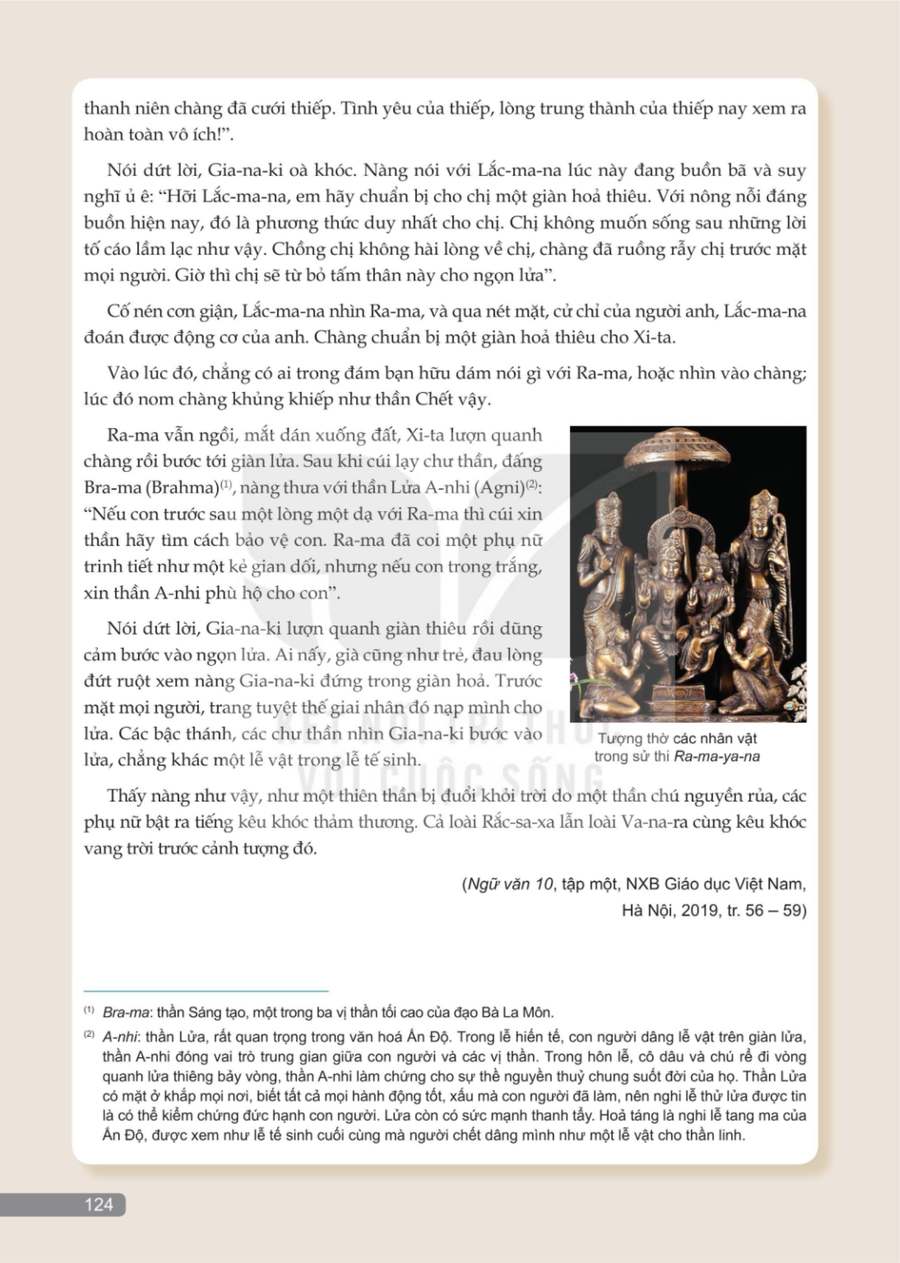 thanh niên chàng đã cưới thiếp. Tình yêu của thiếp, lòng trung thành của thiếp nay xem ra
hoàn toàn vô ích!”.
Nói dứt lời, Gia-na-ki oà khóc. Nàng nói với Lắc-ma-na lúc này đang buồn bã và suy
nghĩ ủ ê: “Hỡi Lắc-ma-na, em hãy chuẩn bị cho chị một giàn hoả thiêu. Với nông nỗi đáng
buồn hiện nay, đó là phương thức duy nhất cho chị. Chị không muốn sống sau những lời
tố cáo lầm lạc như vậy. Chồng chị không hài lòng về chị, chàng đã ruồng rẫy chị trước mặt
mọi người. Giờ thì chị sẽ từ bỏ tấm thân này cho ngọn lửa”.
Cố nén cơn giận, Lắc-ma-na nhìn Ra-ma, và qua nét mặt, cử chỉ của người anh, Lắc-ma-na
đoán được động cơ của anh. Chàng chuẩn bị một giàn hoả thiêu cho Xi-ta.
Vào lúc đó, chẳng có ai trong đám bạn hữu dám nói gì với Ra-ma, hoặc nhìn vào chàng;
lúc đó nom chàng khủng khiếp như thần Chết vậy.
Ra-ma vẫn ngồi, mắt dán xuống đất, Xi-ta lượn quanh
chàng rồi bước tới giàn lửa. Sau khi cúi lạy chư thần, đấng
Bra-ma (Brahma)(1), nàng thưa với thần Lửa A-nhi (Agni)(2):
“Nếu con trước sau một lòng một dạ với Ra-ma thì cúi xin
thần hãy tìm cách bảo vệ con. Ra-ma đã coi một phụ nữ
trinh tiết như một kẻ gian dối, nhưng nếu con trong trắng,
xin thần A-nhi phù hộ cho con”.
Nói dứt lời, Gia-na-ki lượn quanh giàn thiêu rồi dũng
cảm bước vào ngọn lửa. Ai nấy, già cũng như trẻ, đau lòng
đứt ruột xem nàng Gia-na-ki đứng trong giàn hoả. Trước
mặt mọi người, trang tuyệt thế giai nhân đó nạp mình cho
lửa. Các bậc thánh, các chư thần nhìn Gia-na-ki bước vào
lửa, chẳng khác một lễ vật trong lễ tế sinh.
Tượng thờ các nhân vật
trong sử thi Ra-ma-ya-na
Thấy nàng như vậy, như một thiên thần bị đuổi khỏi trời do một thần chú nguyền rủa, các
phụ nữ bật ra tiếng kêu khóc thảm thương. Cả loài Rắc-sa-xa lẫn loài Va-na-ra cùng kêu khóc
vang trời trước cảnh tượng đó.
(Ngữ văn 10, tập một, NXB Giáo dục Việt Nam,
Hà Nội, 2019, tr. 56 – 59)
KẾT NỐI TRI THỨC
VỚI CUỘC SỐNG
(1) Bra-ma: thần Sáng tạo, một trong ba vị thần tối cao của đạo Bà La Môn.
(2) A-nhi: thần Lửa, rất quan trọng trong văn hoá Ấn Độ. Trong lễ hiến tế, con người dâng lễ vật trên giàn lửa,
thần A-nhi đóng vai trò trung gian giữa con người và các vị thần. Trong hôn lễ, cô dâu và chú rể đi vòng
quanh lửa thiêng bảy vòng, thần A-nhi làm chứng cho sự thề nguyền thuỷ chung suốt đời của họ. Thần Lửa
có mặt ở khắp mọi nơi, biết tất cả mọi hành động tốt, xấu mà con người đã làm, nên nghi lễ thử lửa được tin
là có thể kiểm chứng đức hạnh con người. Lửa còn có sức mạnh thanh tẩy. Hoả táng là nghi lễ tang ma của
Ấn Độ, được xem như lễ tế sinh cuối cùng mà người chết dâng mình như một lễ vật cho thần linh.
124